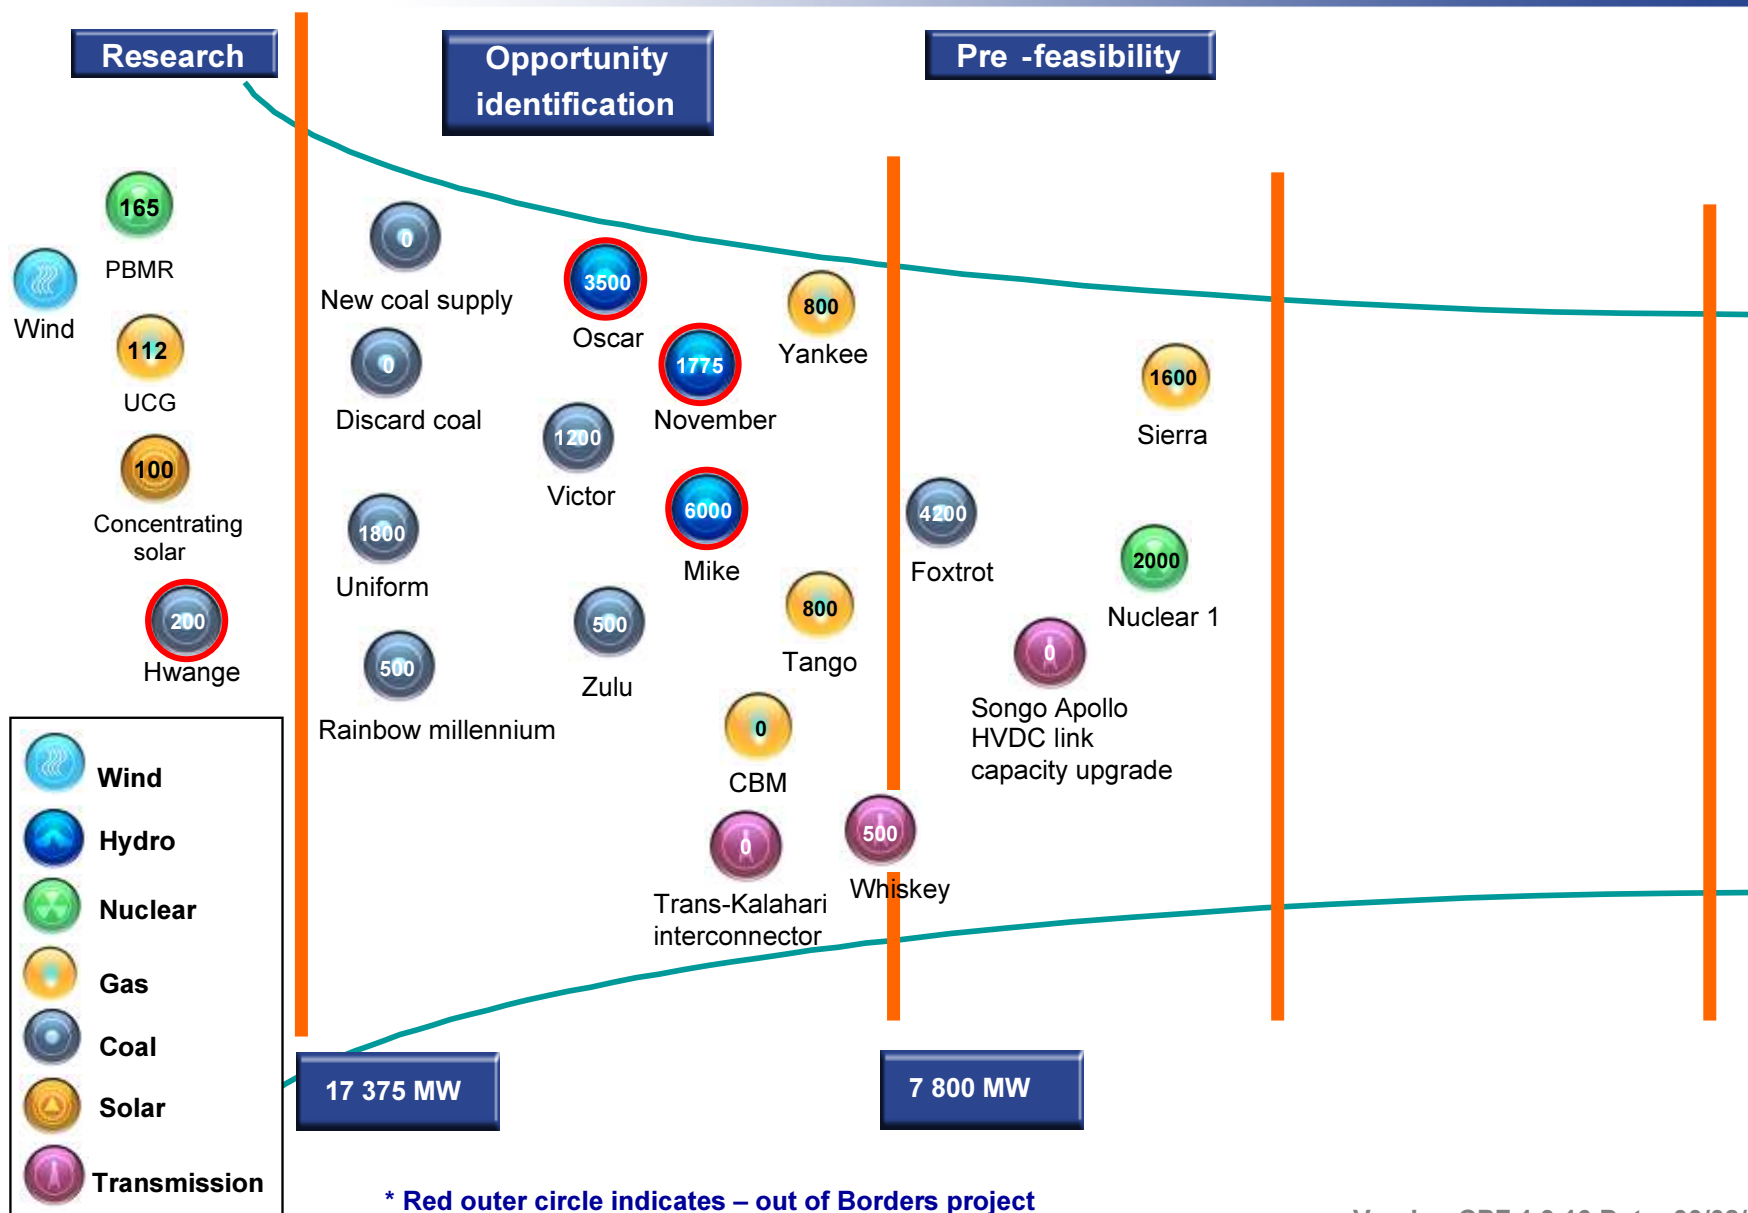 Research
Opportunity
identification
Pre -feasibility
165
PBMR
Wind
112
UCG
100
Concentrating
solar
200
Hwange
0
New coal supply
0
Discard coal
1800
Uniform
500
Rainbow millennium
3500
Oscar
1775
November
1200
Victor
6000
Mike
500
Zulu
800
Yankee
800
Tango
0
CBM
0
Trans-Kalahari
interconnector
500
Whiskey
4200
Foxtrot
1600
Sierra
2000
Nuclear 1
0
Songo Apollo
HVDC link
capacity upgrade
Wind
Hydro
Nuclear
Gas
Coal
Solar
Transmission
17 375 MW
7 800 MW
* Red outer circle indicates – out of Borders project